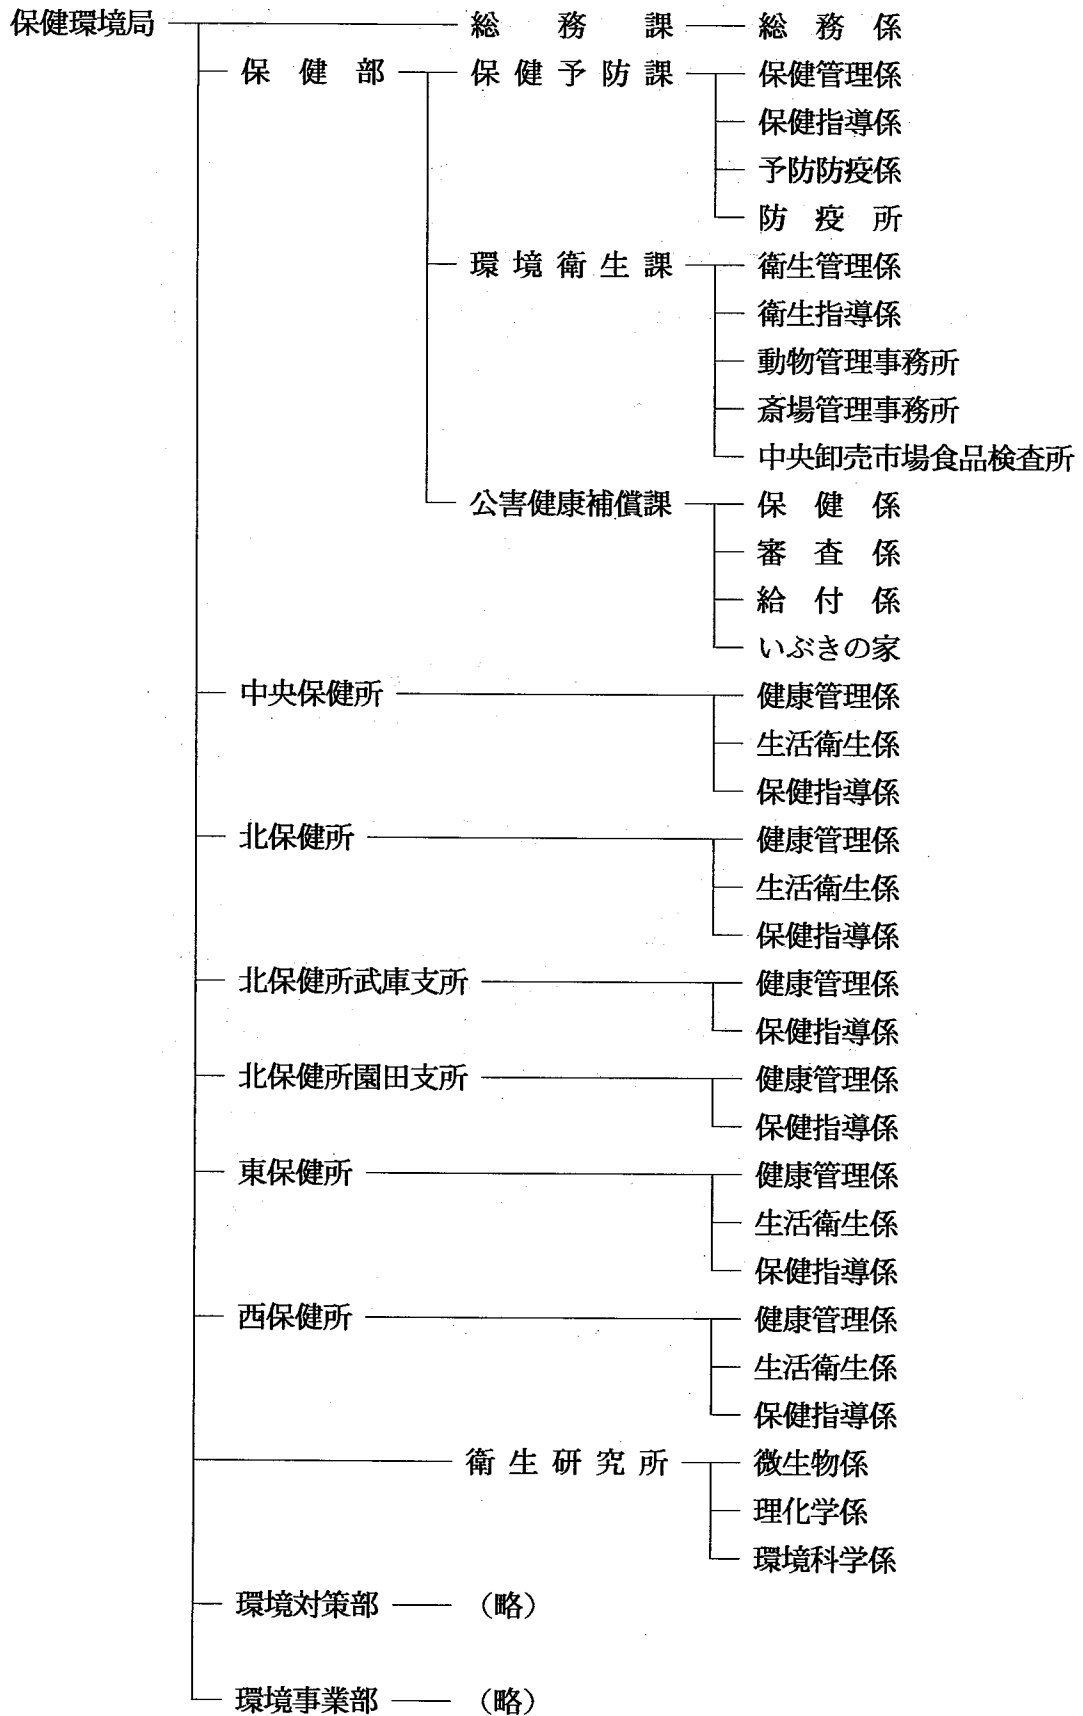 保健環境局 総務課 総務係
保健部 保健予防課 保健管理係
保健指導係
予防防疫係
防疫所
環境衛生課 衛生管理係
衛生指導係
動物管理事務所
斎場管理事務所
中央卸売市場食品検査所
公害健康補償課 保健係
審査係
給付係
いぶきの家
中央保健所 健康管理係
生活衛生係
保健指導係
北保健所 健康管理係
生活衛生係
保健指導係
北保健所武庫支所 健康管理係
保健指導係
北保健所園田支所 健康管理係
保健指導係
東保健所 健康管理係
生活衛生係
保健指導係
西保健所 健康管理係
生活衛生係
保健指導係
衛生研究所 微生物係
理化学係
環境科学係
環境対策部 （略）
環境事業部 （略）